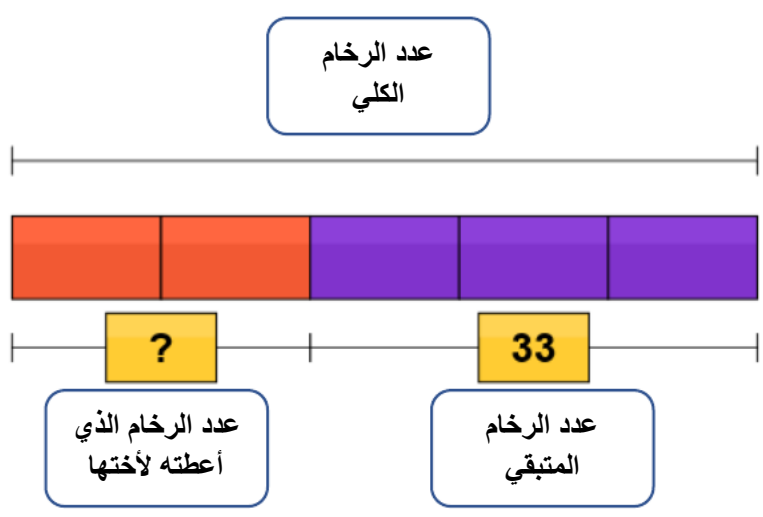 عدد الرخام
الكلي
?
33
عدد الرخام الذي
أعطته لأختها
عدد الرخام
المتبقي